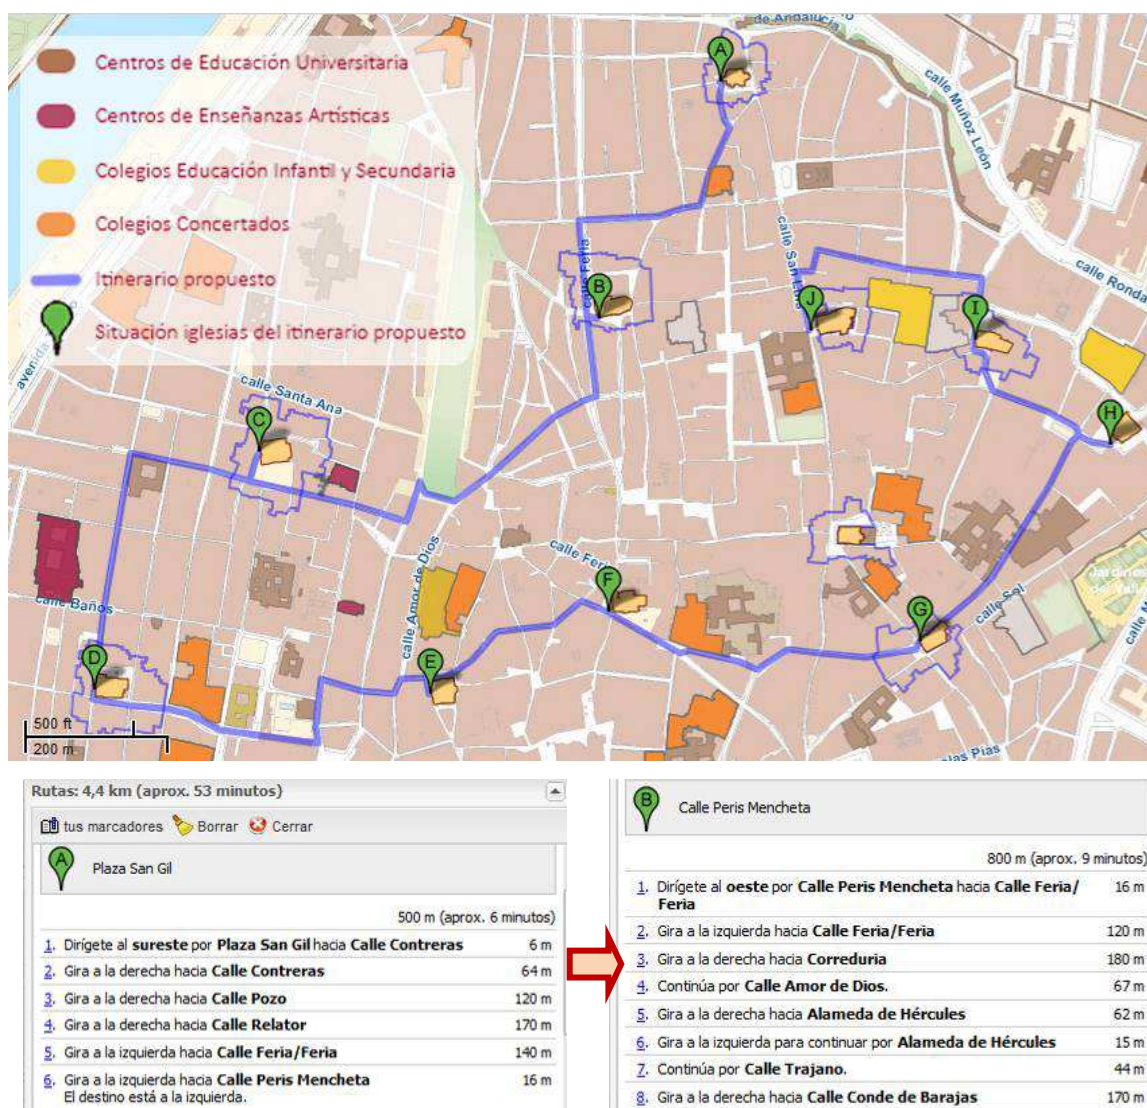 de Andalucía
A
Centros de Educación Universitaria
Centros de Enseñanzas Artísticas
Colegios Educación Infantil y Secundaria
Colegios Concertados
Itinerario propuesto
Situación iglesias del itinerario propuesto
calle Muñoz León
calle San Luis
calle Feria
calle Ronda
B
J
I
avenida
calle Santa Ana
C
H
calle Amor de Dios
calle Feria
F
calle Sol
G
calle Baños
D
E
500 ft
200 m
Rutas: 4,4 km (aprox. 53 minutos)
tus marcadores Borrar Cerrar
A Plaza San Gil
500 m (aprox. 6 minutos)
1. Dirígete al sureste por Plaza San Gil hacia Calle Contreras 6 m
2. Gira a la derecha hacia Calle Contreras 64 m
3. Gira a la derecha hacia Calle Pozo 120 m
4. Gira a la derecha hacia Calle Relator 170 m
5. Gira a la izquierda hacia Calle Feria/Feria 140 m
6. Gira a la izquierda hacia Calle Peris Mencheta 16 m
El destino está a la izquierda.
B Calle Peris Mencheta
800 m (aprox. 9 minutos)
1. Dirígete al oeste por Calle Peris Mencheta hacia Calle Feria/ 16 m
Feria
2. Gira a la izquierda hacia Calle Feria/Feria 120 m
3. Gira a la derecha hacia Correduria 180 m
4. Continúa por Calle Amor de Dios. 67 m
5. Gira a la derecha hacia Alameda de Hércules 62 m
6. Gira a la izquierda para continuar por Alameda de Hércules 15 m
7. Continúa por Calle Trajano. 44 m
8. Gira a la derecha hacia Calle Conde de Barajas 170 m